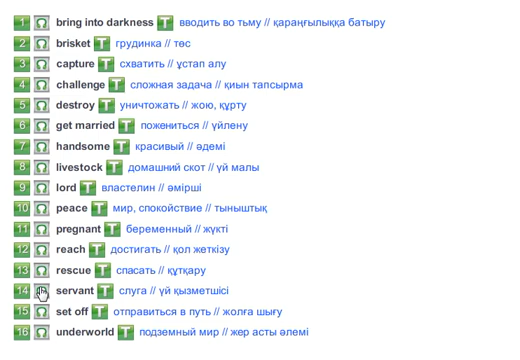 1 bring into darkness T вводить во тьму // қараңғылыққа батыру
2 brisket T грудинка // төс
3 capture T схватить // ұстап алу
4 challenge T сложная задача // қиын тапсырма
5 destroy T уничтожать // жою, құрту
6 get married T пожениться // үйлену
7 handsome T красивый // әдемі
8 livestock T домашний скот // үй малы
9 lord T властелин // әмірші
10 peace T мир, спокойствие // тыныштық
11 pregnant T беременный // жүкті
12 reach T достигать // қол жеткізу
13 rescue T спасать // құтқару
14 servant T слуга // үй қызметшісі
15 set off T отправиться в путь // жолға шығу
16 underworld T подземный мир // жер асты әлемі